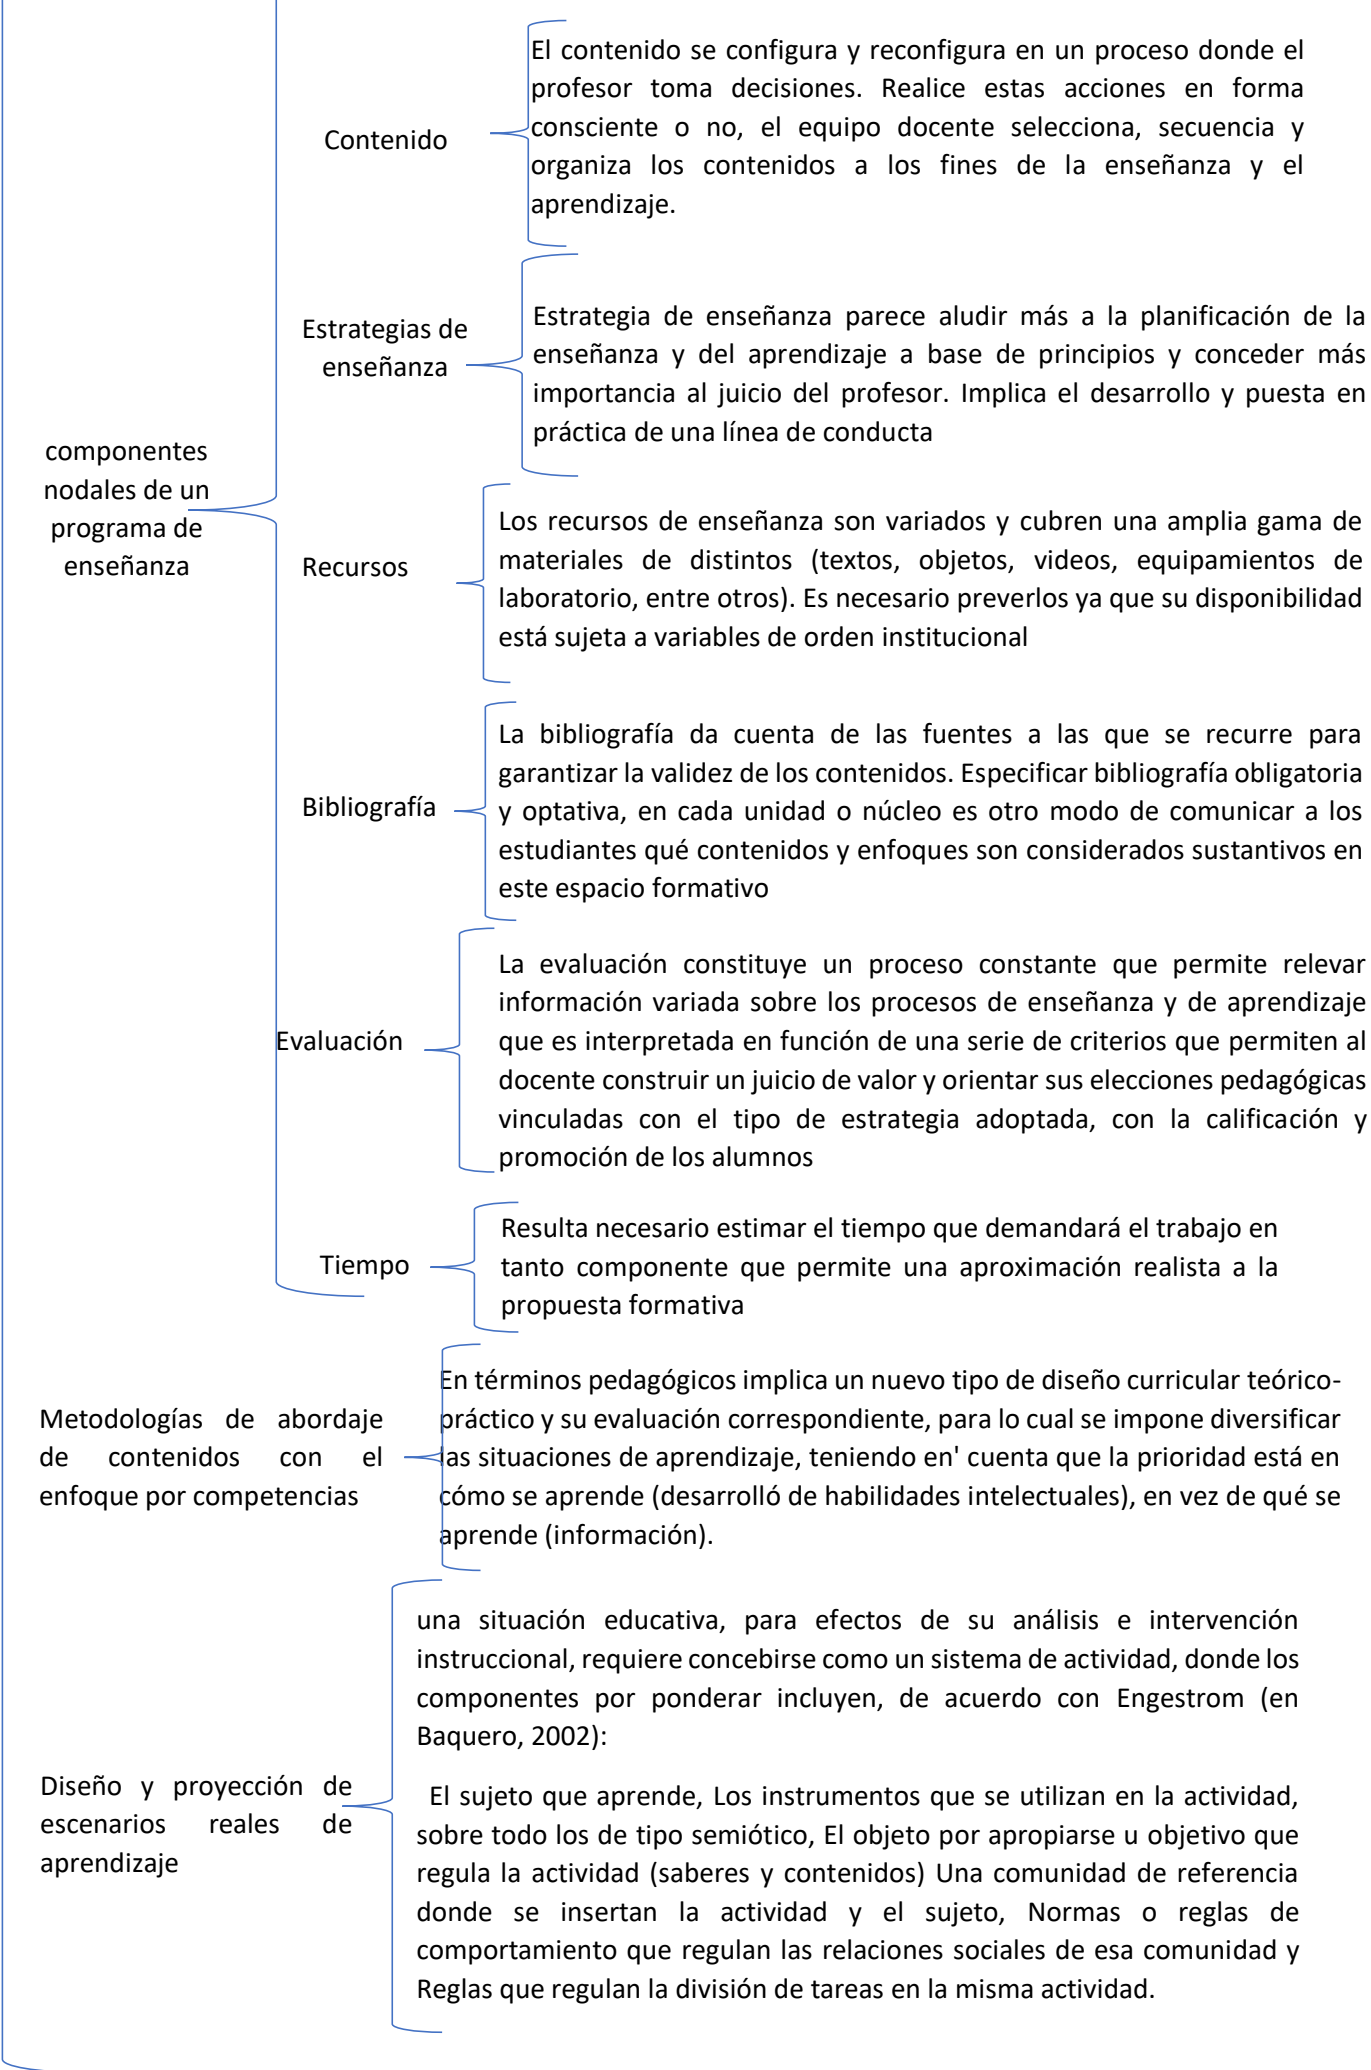 El contenido se configura y reconfigura en un proceso donde el
profesor toma decisiones. Realice estas acciones en forma
Contenido
consciente o no, el equipo docente selecciona, secuencia y
organiza los contenidos a los fines de la enseñanza y el
aprendizaje.
Estrategias de
enseñanza
Estrategia de enseñanza parece aludir más a la planificación de la
enseñanza y del aprendizaje a base de principios y conceder más
importancia al juicio del profesor. Implica el desarrollo y puesta en
práctica de una línea de conducta
componentes
nodales de un
programa de
enseñanza
Recursos
Los recursos de enseñanza son variados y cubren una amplia gama de
materiales de distintos (textos, objetos, videos, equipamientos de
laboratorio, entre otros). Es necesario preverlos ya que su disponibilidad
está sujeta a variables de orden institucional
Bibliografía
La bibliografía da cuenta de las fuentes a las que se recurre para
garantizar la validez de los contenidos. Especificar bibliografía obligatoria
y optativa, en cada unidad o núcleo es otro modo de comunicar a los
estudiantes qué contenidos y enfoques son considerados sustantivos en
este espacio formativo
Evaluación
La evaluación constituye un proceso constante que permite relevar
información variada sobre los procesos de enseñanza y de aprendizaje
que es interpretada en función de una serie de criterios que permiten al
docente construir un juicio de valor y orientar sus elecciones pedagógicas
vinculadas con el tipo de estrategia adoptada, con la calificación y
promoción de los alumnos
Tiempo
Resulta necesario estimar el tiempo que demandará el trabajo en
tanto componente que permite una aproximación realista a la
propuesta formativa
Metodologías de abordaje
de contenidos con el
enfoque por competencias
En términos pedagógicos implica un nuevo tipo de diseño curricular teórico-
práctico y su evaluación correspondiente, para lo cual se impone diversificar
las situaciones de aprendizaje, teniendo en' cuenta que la prioridad está en
cómo se aprende (desarrolló de habilidades intelectuales), en vez de qué se
aprende (información).
Diseño y proyección de
escenarios reales de
aprendizaje
una situación educativa, para efectos de su análisis e intervención
instruccional, requiere concebirse como un sistema de actividad, donde los
componentes por ponderar incluyen, de acuerdo con Engestrom (en
Baquero, 2002):
El sujeto que aprende, Los instrumentos que se utilizan en la actividad,
sobre todo los de tipo semiótico, El objeto por apropiarse u objetivo que
regula la actividad (saberes y contenidos) Una comunidad de referencia
donde se insertan la actividad y el sujeto, Normas o reglas de
comportamiento que regulan las relaciones sociales de esa comunidad y
Reglas que regulan la división de tareas en la misma actividad.